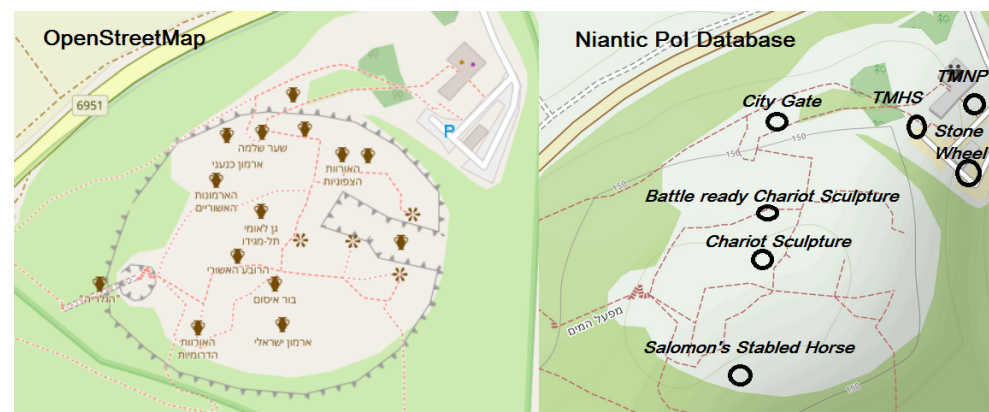 OpenStreetMap
6951
P
שער שלמה
ארמון כנעני
האורוות
הצפוניות
הארמונות
האשוריים
גן לאומי
תל-מגידו
הרובע האשורי
"הגלריה"
בור איסום
האורוות
הדרומיות
ארמון ישראלי
Niantic PoI Database
TMNP
City Gate
TMHS
Stone
Wheel
150
150
150
Battle ready Chariot Sculpture
Chariot Sculpture
מפעל המים
Salomon's Stabled Horse
150